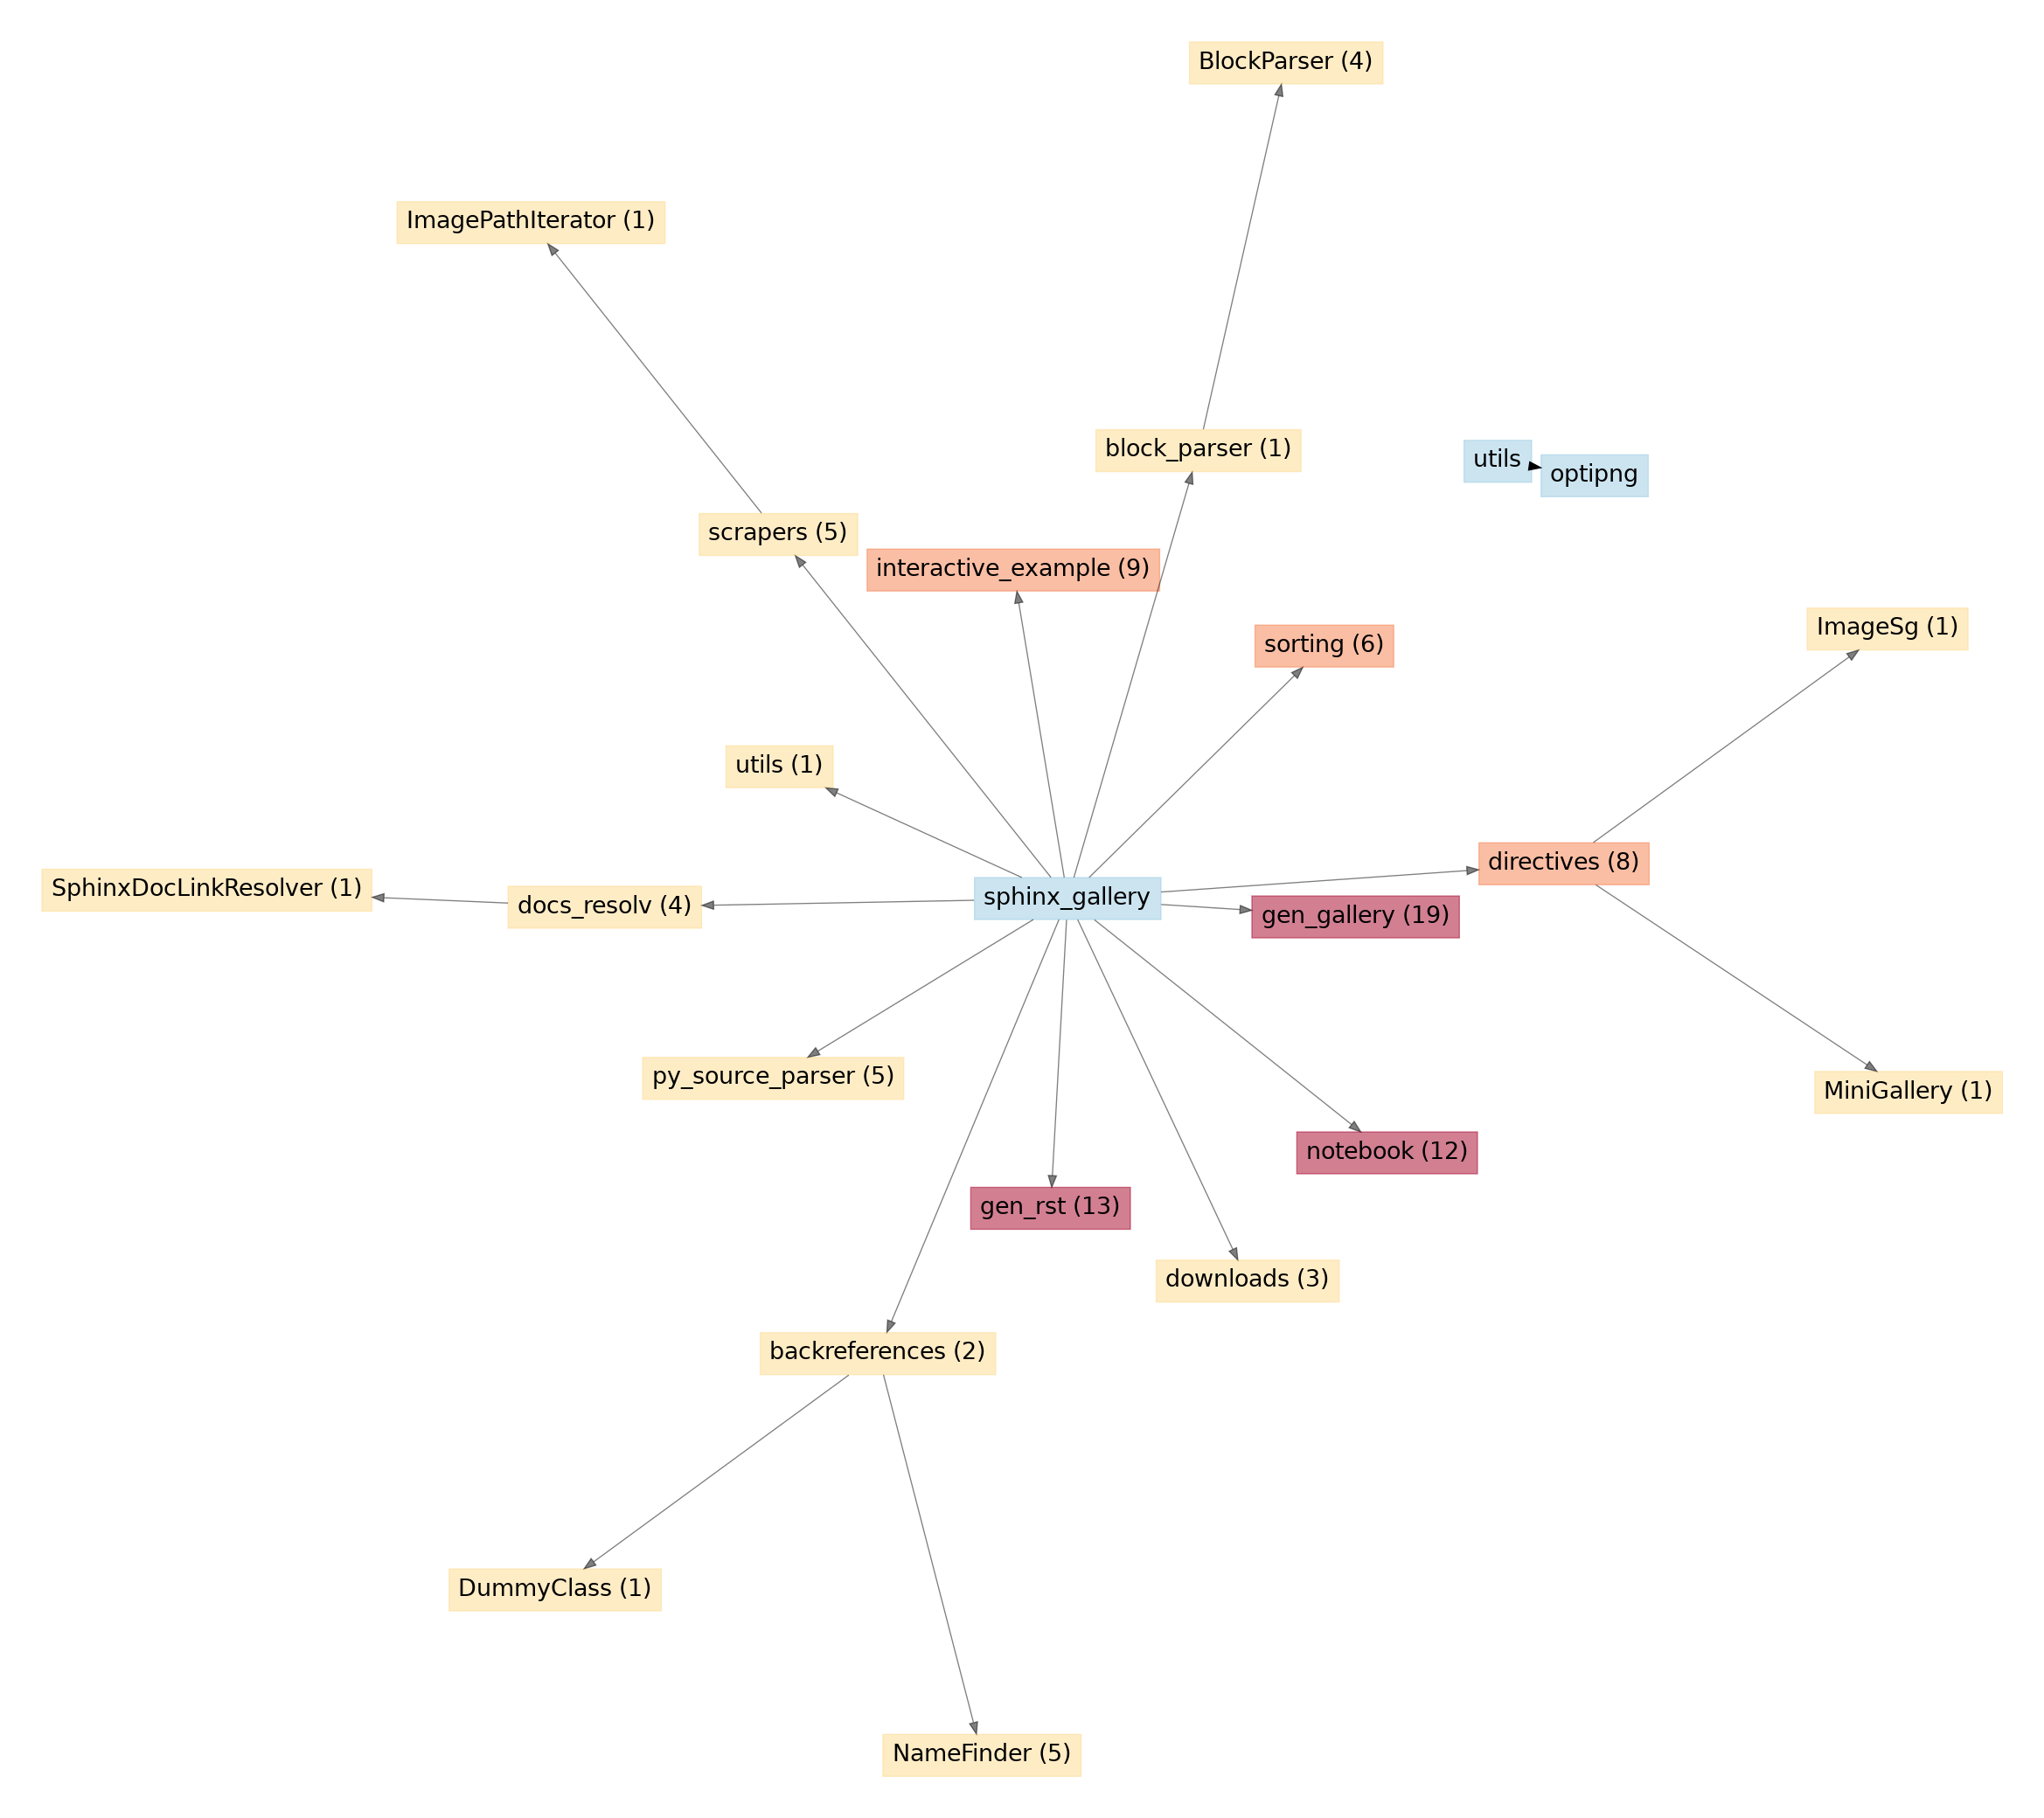 BlockParser (4)
ImagePathIterator (1)
block_parser (1)
utils
optipng
scrapers (5)
interactive_example (9)
ImageSg (1)
sorting (6)
utils (1)
directives (8)
SphinxDocLinkResolver (1)
docs_resolv (4)
sphinx_gallery
gen_gallery (19)
py_source_parser (5)
MiniGallery (1)
notebook (12)
gen_rst (13)
downloads (3)
backreferences (2)
DummyClass (1)
NameFinder (5)